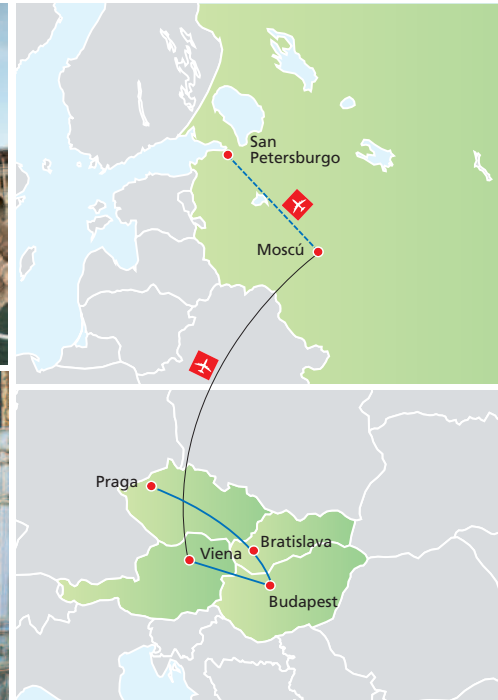 San
Petersburgo
Moscú
Praga
Bratislava
Viena
Budapest